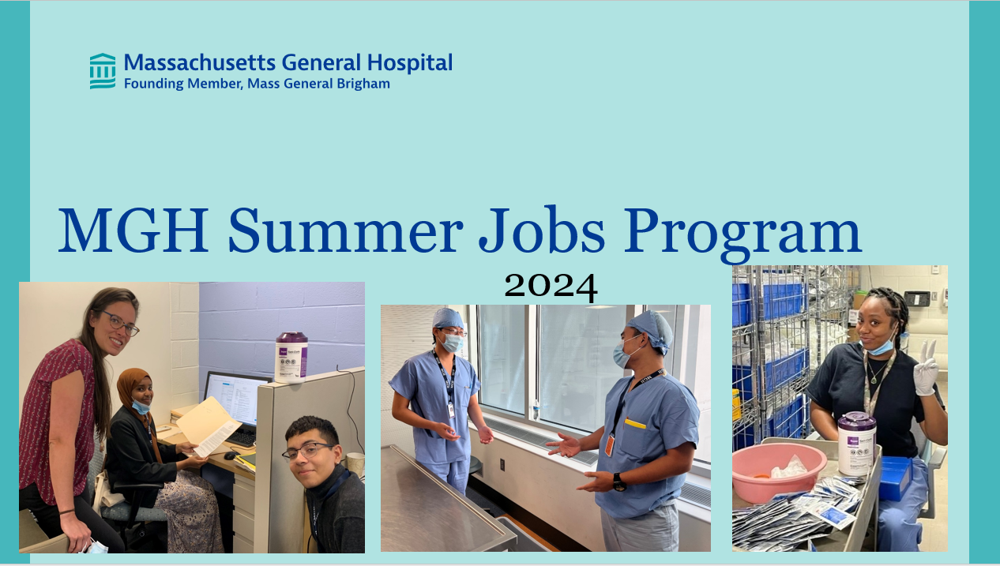 Massachusetts General Hospital
Founding Member, Mass General Brigham
MGH Summer Jobs Program
2024